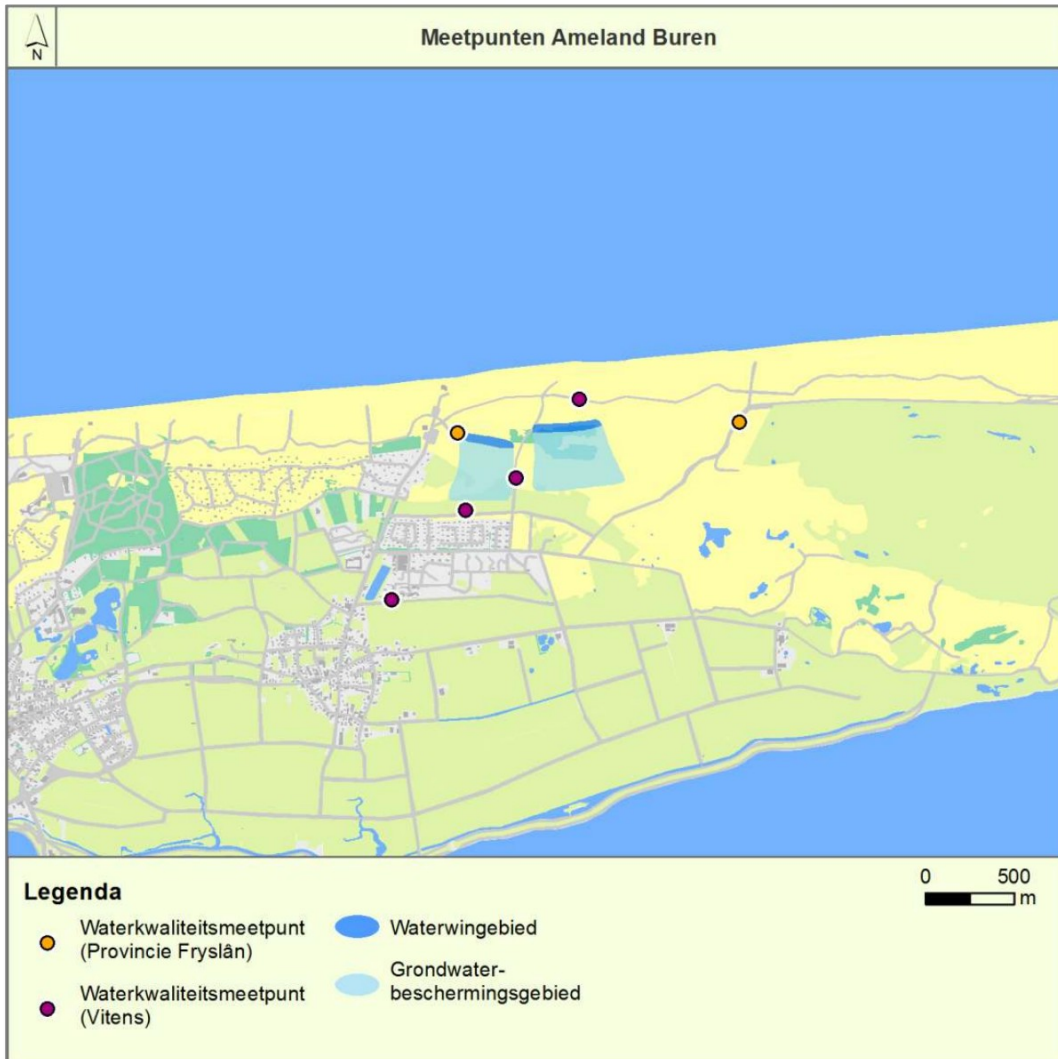 N
Meetpunten Ameland Buren
Legenda
Waterkwaliteitsmeetpunt
(Provincie Fryslân)
Waterkwaliteitsmeetpunt
(Vitens)
Waterwingebied
Grondwater-
beschermingsgebied
0 500
m